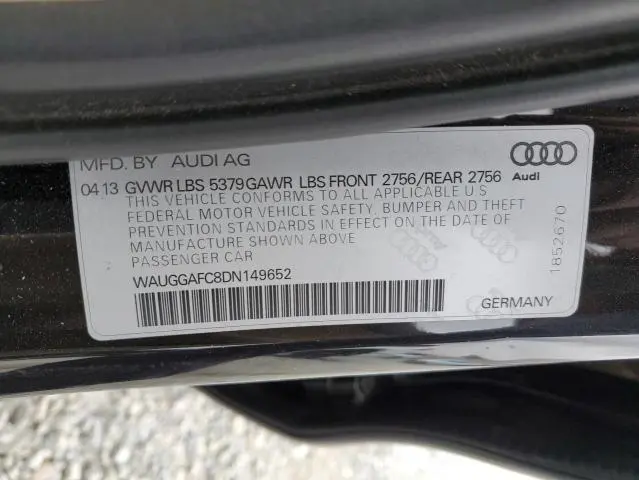 MFD. BY AUDI AG
04 13 GVWR LBS 5379 GAWR LBS FRONT 2756/REAR 2756
Audi
THIS VEHICLE CONFORMS TO ALL APPLICABLE U S
FEDERAL MOTOR VEHICLE SAFETY, BUMPER AND THEFT
PREVENTION STANDARDS IN EFFECT ON THE DATE OF
MANUFACTURE SHOWN ABOVE
PASSENGER CAR
WAUGGAFC8DN149652
GERMANY
1852670